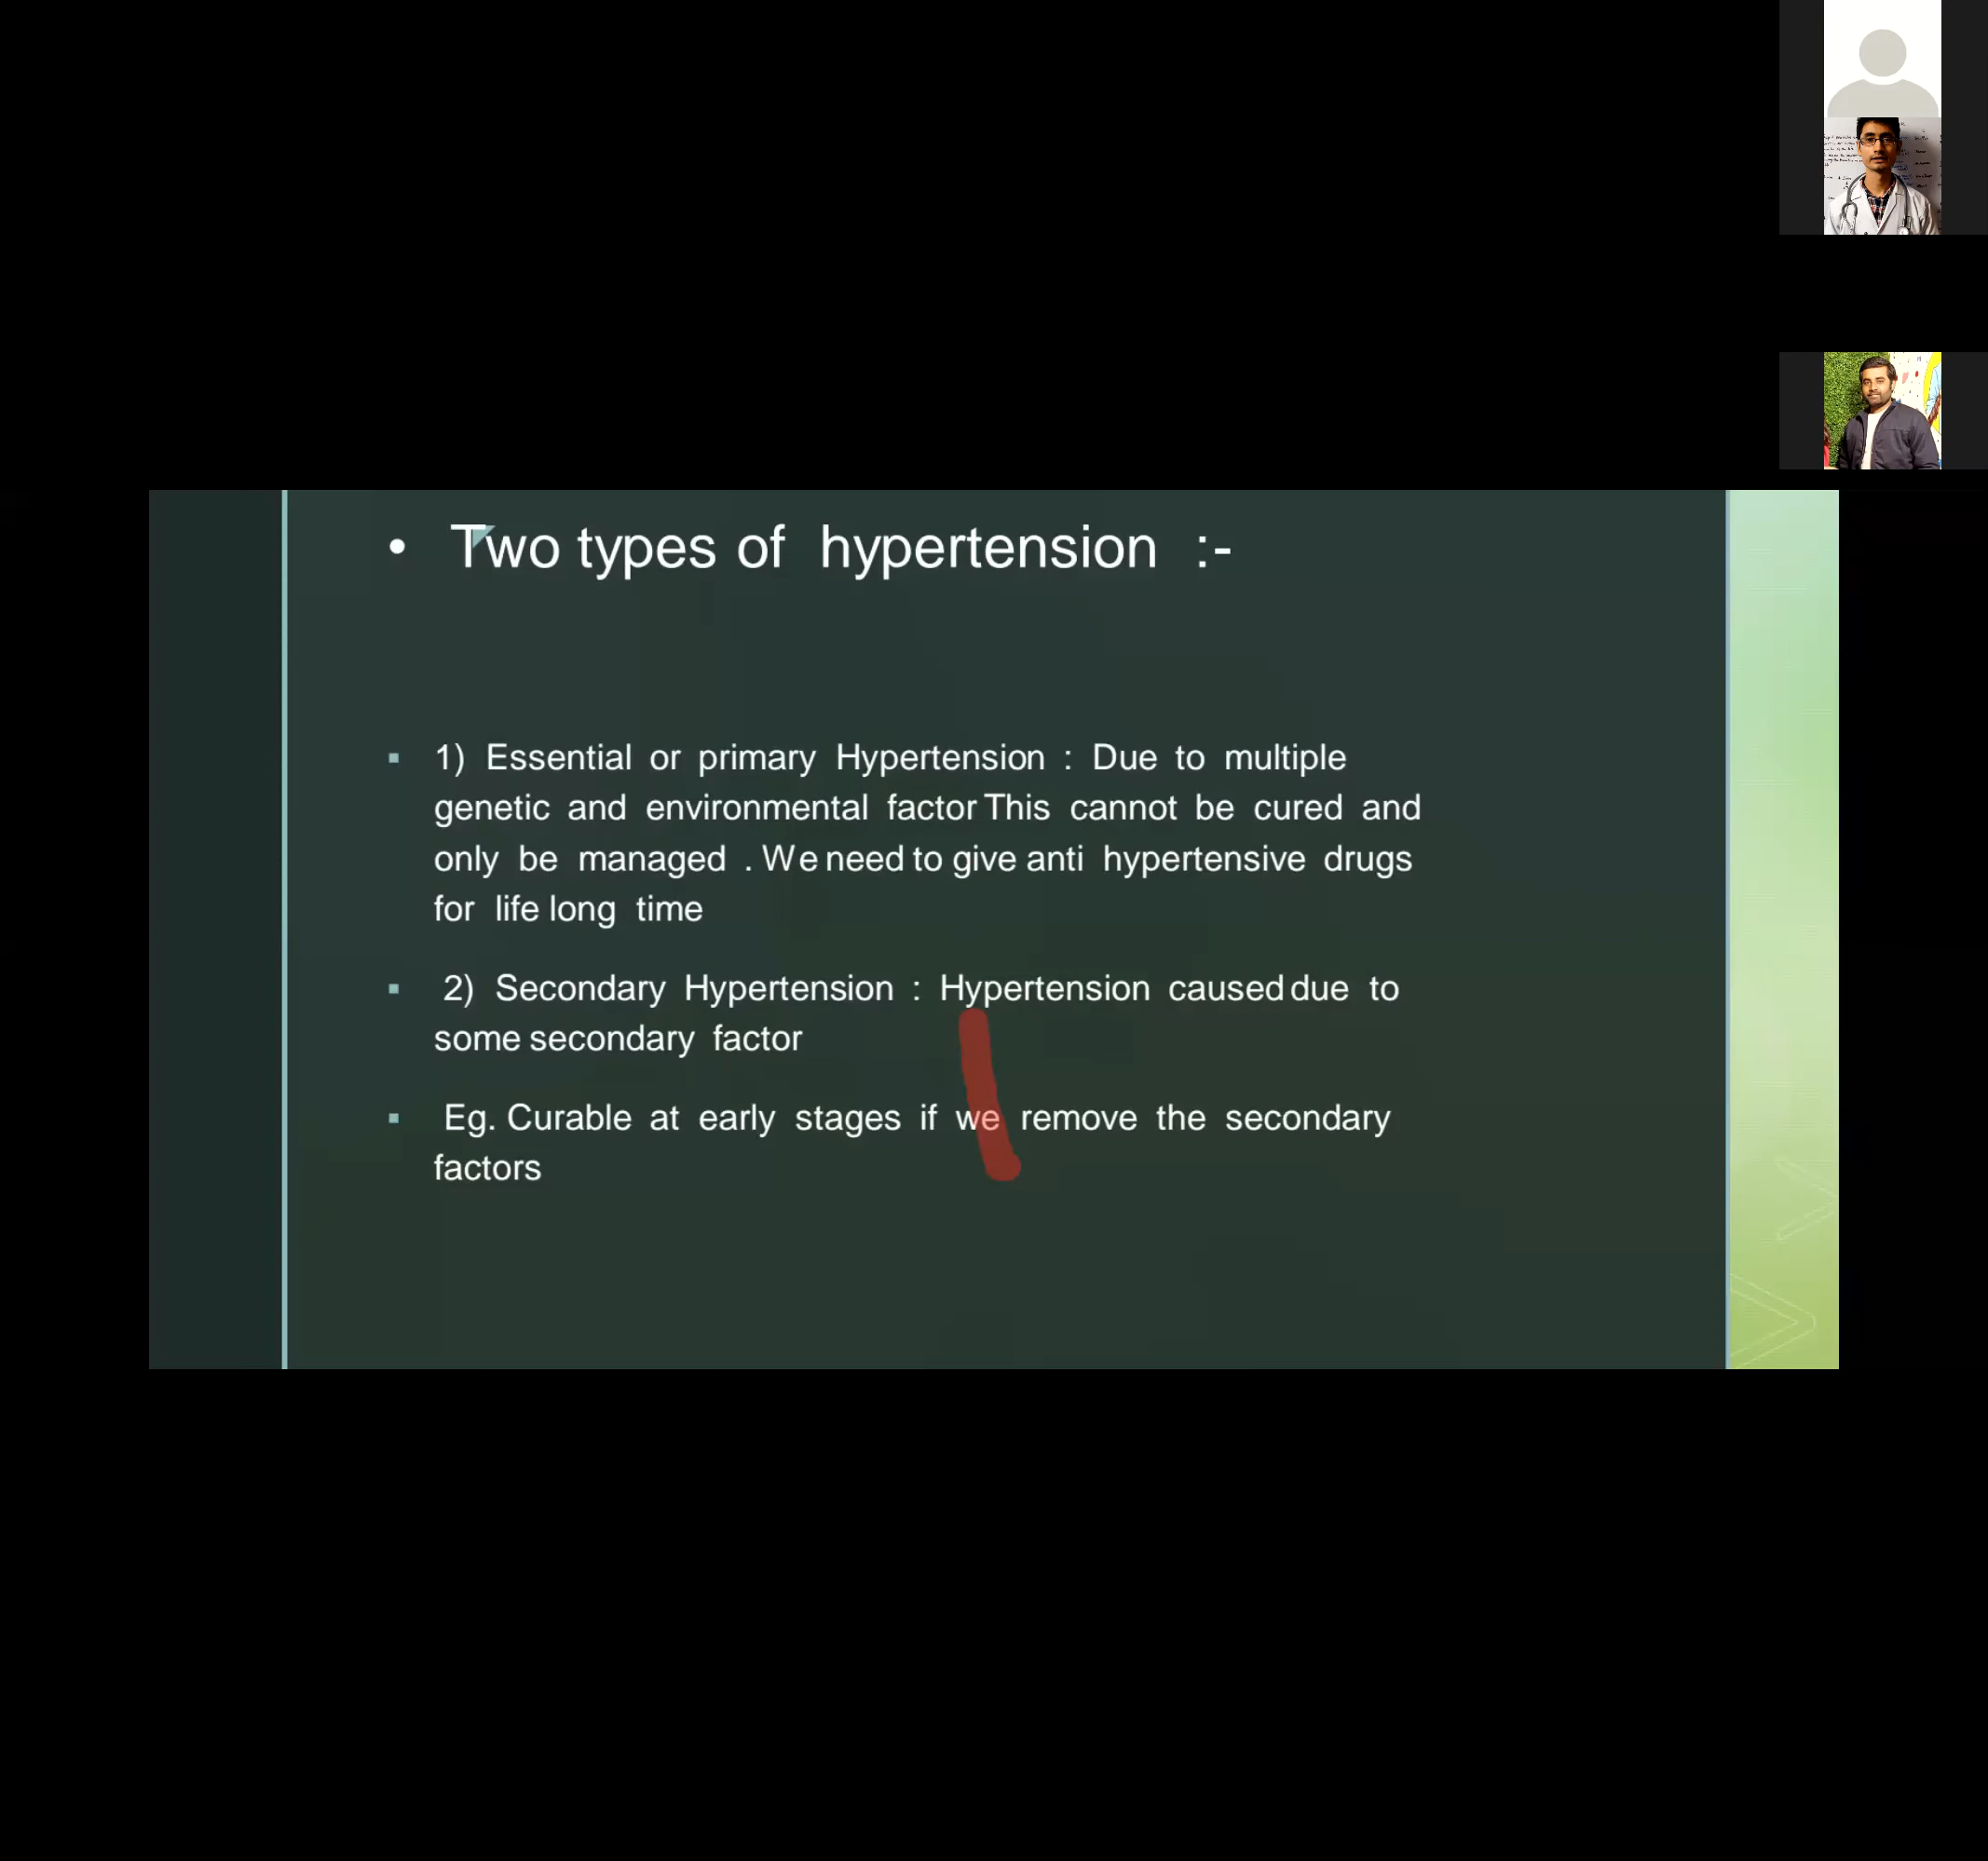 • Two types of hypertension :-
▪ 1) Essential or primary Hypertension : Due to multiple
genetic and environmental factor This cannot be cured and
only be managed . We need to give anti hypertensive drugs
for life long time
▪ 2) Secondary Hypertension : Hypertension caused due to
some secondary factor
▪ Eg. Curable at early stages if we remove the secondary
factors